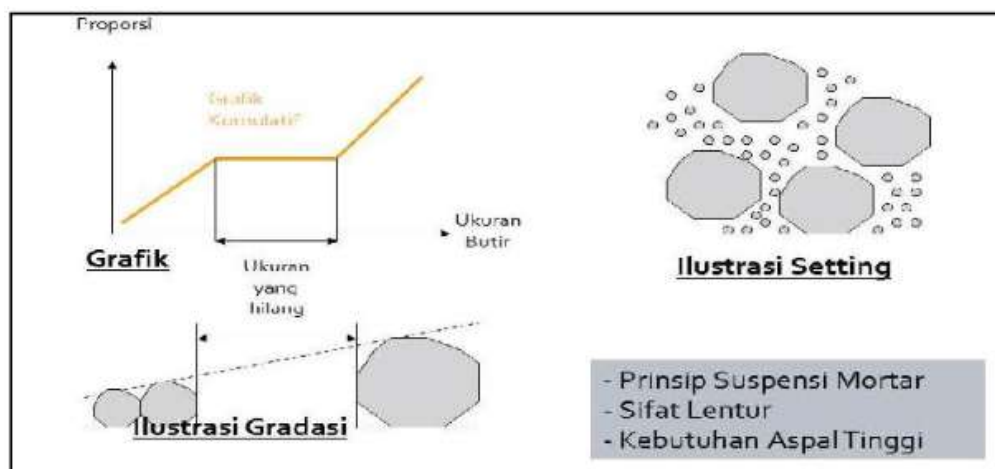 Proporsi
Grafik
Kumulatif
Ukuran
Butir
Grafik
Ukuran
yang
hilang
Ilustrasi Gradasi
Ilustrasi Setting
- Prinsip Suspensi Mortar
- Sifat Lentur
- Kebutuhan Aspal Tinggi